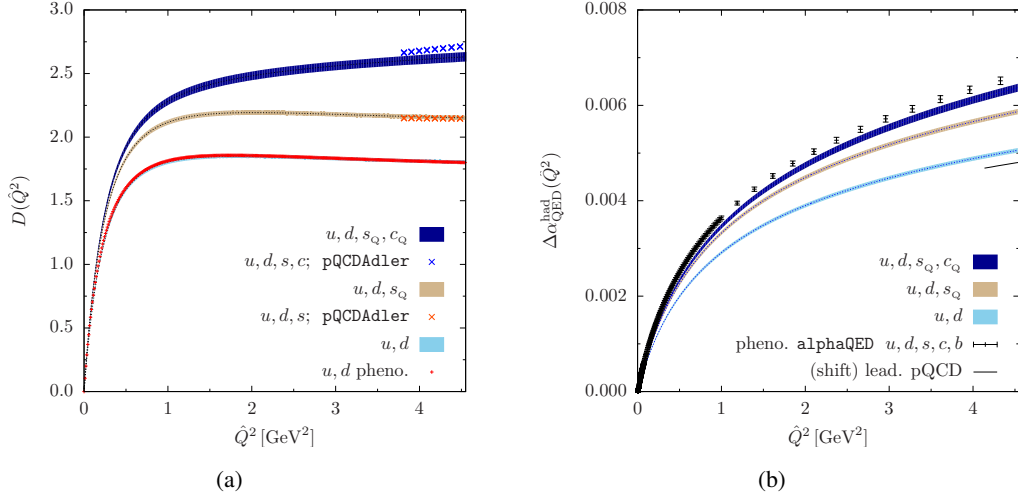 3.0
2.5
2.0
1.5
1.0
0.5
0.0
D(Q̂²)
u, d, s_Q, c_Q
u, d, s, c; pQCDAdler
u, d, s_Q
u, d, s; pQCDAdler
u, d
u, d pheno.
0 1 2 3 4
Q̂² [GeV²]
(a)
0.008
0.006
0.004
0.002
0.000
Δα^had_QED(Q̂²)
u, d, s_Q, c_Q
u, d, s_Q
u, d
pheno. alphaQED u, d, s, c, b
(shift) lead. pQCD
0 1 2 3 4
Q̂² [GeV²]
(b)